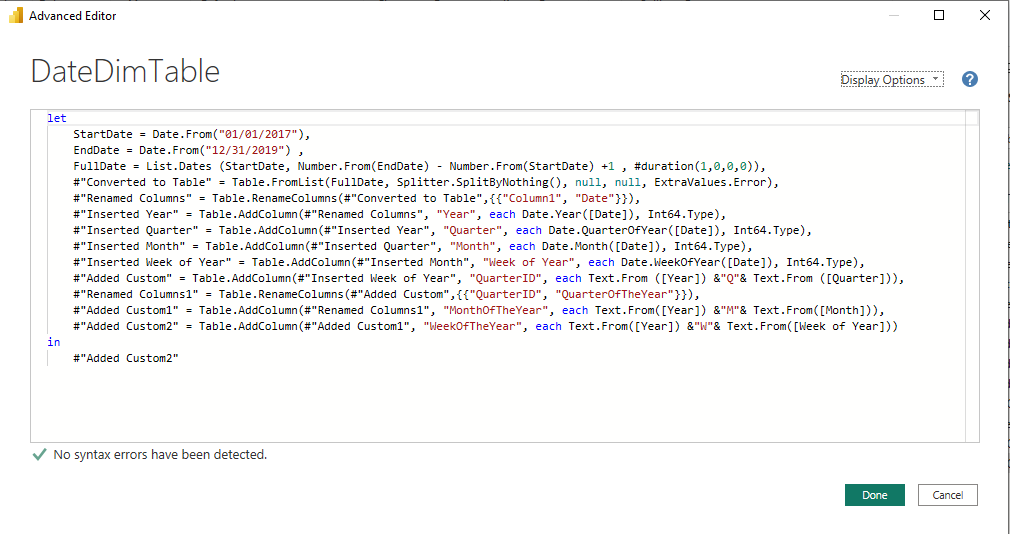 Advanced Editor
DateDimTable
Display Options
?
let
StartDate = Date.From("01/01/2017"),
EndDate = Date.From("12/31/2019") ,
FullDate = List.Dates (StartDate, Number.From(EndDate) - Number.From(StartDate) +1 , #duration(1,0,0,0)),
#"Converted to Table" = Table.FromList(FullDate, Splitter.SplitByNothing(), null, null, ExtraValues.Error),
#"Renamed Columns" = Table.RenameColumns(#"Converted to Table",{{"Column1", "Date"}}),
#"Inserted Year" = Table.AddColumn(#"Renamed Columns", "Year", each Date.Year([Date]), Int64.Type),
#"Inserted Quarter" = Table.AddColumn(#"Inserted Year", "Quarter", each Date.QuarterOfYear([Date]), Int64.Type),
#"Inserted Month" = Table.AddColumn(#"Inserted Quarter", "Month", each Date.Month([Date]), Int64.Type),
#"Inserted Week of Year" = Table.AddColumn(#"Inserted Month", "Week of Year", each Date.WeekOfYear([Date]), Int64.Type),
#"Added Custom" = Table.AddColumn(#"Inserted Week of Year", "QuarterID", each Text.From ([Year]) &"Q"& Text.From ([Quarter])),
#"Renamed Columns1" = Table.RenameColumns(#"Added Custom",{{"QuarterID", "QuarterOfTheYear"}}),
#"Added Custom1" = Table.AddColumn(#"Renamed Columns1", "MonthOfTheYear", each Text.From([Year]) &"M"& Text.From([Month])),
#"Added Custom2" = Table.AddColumn(#"Added Custom1", "WeekOfTheYear", each Text.From([Year]) &"W"& Text.From([Week of Year]))
in
#"Added Custom2"
No syntax errors have been detected.
Done
Cancel